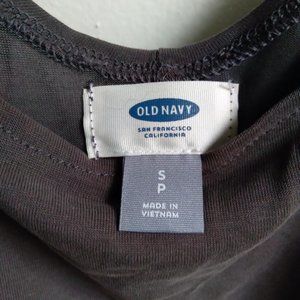 OLD NAVY
SAN FRANCISCO
CALIFORNIA
S
P
MADE IN
VIETNAM